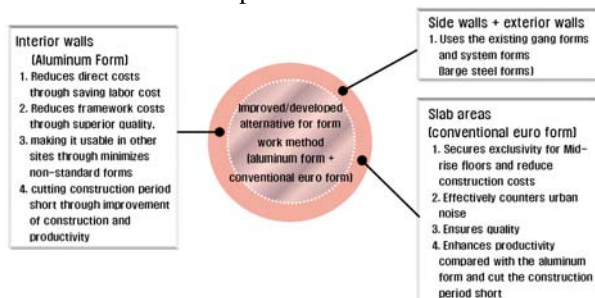 Interior walls
(Aluminum Form)
1. Reduces direct costs
through saving labor cost
2. Reduces framework costs
through superior quality.
3. making it usable in other
sites through minimizes
non-standard forms
4. cutting construction period
short through improvement
of construction and
productivity
Improved/developed
alternative for form
work method
(aluminum form +
conventional euro form)
Side walls + exterior walls
1. Uses the existing gang forms
and system forms
(large steel forms)
Slab areas
(conventional euro form)
1. Secures exclusivity for Mid-
rise floors and reduce
construction costs
2. Effectively counters urban
noise
3. Ensures quality
4. Enhances productivity
compared with the aluminum
form and cut the construction
period short